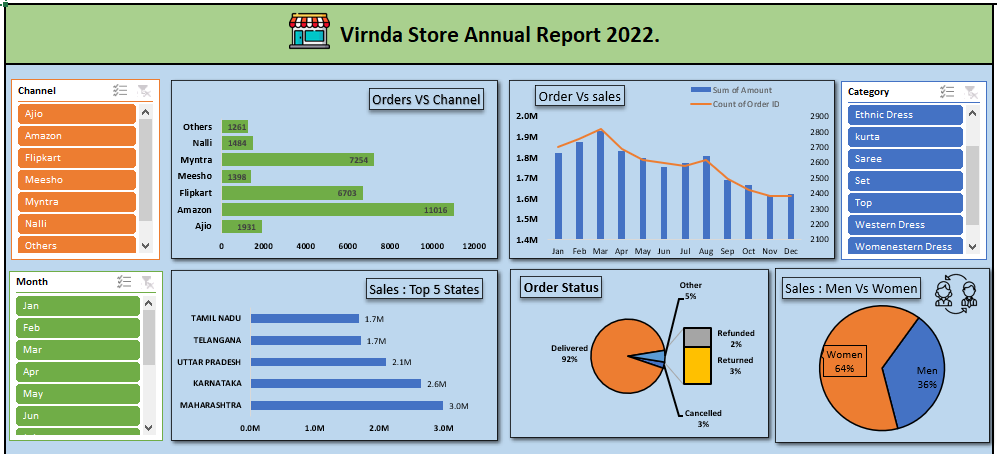 Virnda Store Annual Report 2022.
Channel
Ajio
Amazon
Flipkart
Meesho
Myntra
Nalli
Others
Orders VS Channel
Others 1261
Nalli 1484
Myntra 7254
Meesho 1398
Flipkart 6703
Amazon 11016
Ajio 1931
0 2000 4000 6000 8000 10000 12000
Order Vs sales
Sum of Amount
Count of Order ID
2.0M 2900
1.9M 2800
1.8M 2700
2600
1.7M 2500
1.6M 2400
2300
1.5M 2200
1.4M 2100
Jan Feb Mar Apr May Jun Jul Aug Sep Oct Nov Dec
Category
Ethnic Dress
kurta
Saree
Set
Top
Western Dress
Womenestern Dress
Month
Jan
Feb
Mar
Apr
May
Jun
Sales : Top 5 States
TAMIL NADU 1.7M
TELANGANA 1.7M
UTTAR PRADESH 2.1M
KARNATAKA 2.6M
MAHARASHTRA 3.0M
0.0M 1.0M 2.0M 3.0M
Order Status
Other
5%
Delivered
92%
Refunded
2%
Returned
3%
Cancelled
3%
Sales : Men Vs Women
Women
64%
Men
36%